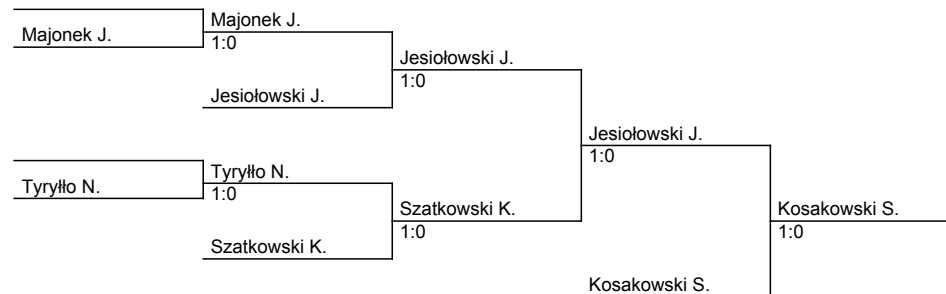 Majonek J.
Majonek J.
1:0
Jesiołowski J.
Jesiołowski J.
1:0
Jesiołowski J.
1:0
Tyryłło N.
Tyryłło N.
1:0
Szatkowski K.
Szatkowski K.
1:0
Kosakowski S.
1:0
Kosakowski S.